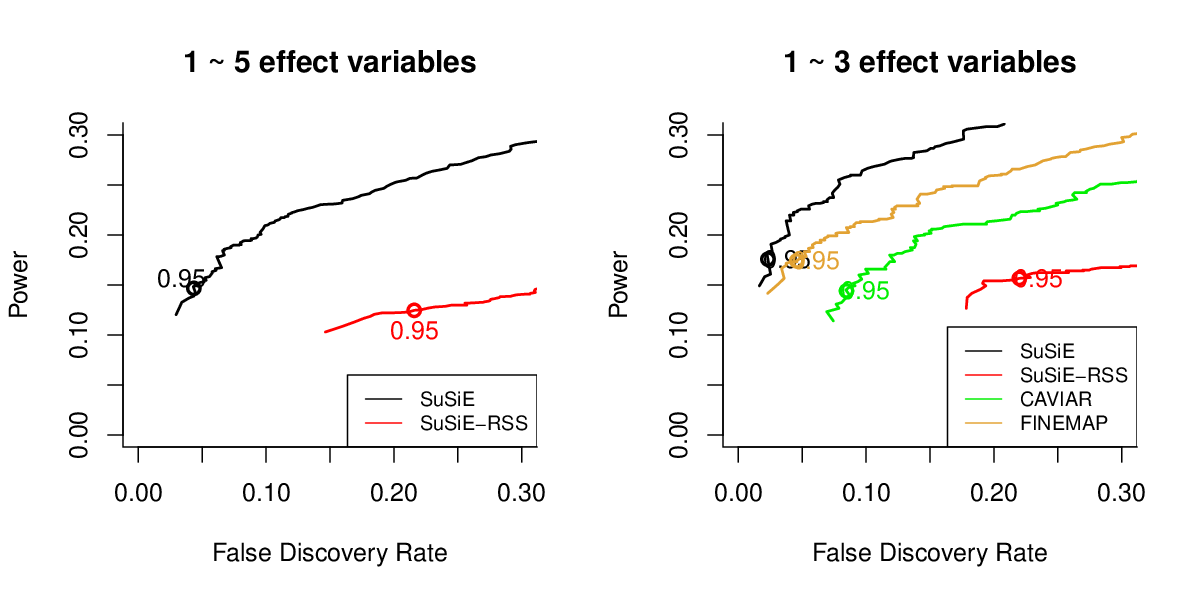 1 ~ 5 effect variables
Power
0.30
0.20
0.10
0.00
0.95
0.95
SuSiE
SuSiE−RSS
0.00 0.10 0.20 0.30
False Discovery Rate
1 ~ 3 effect variables
Power
0.30
0.20
0.10
0.00
.95
.95
.95
.95
SuSiE
SuSiE−RSS
CAVIAR
FINEMAP
0.00 0.10 0.20 0.30
False Discovery Rate